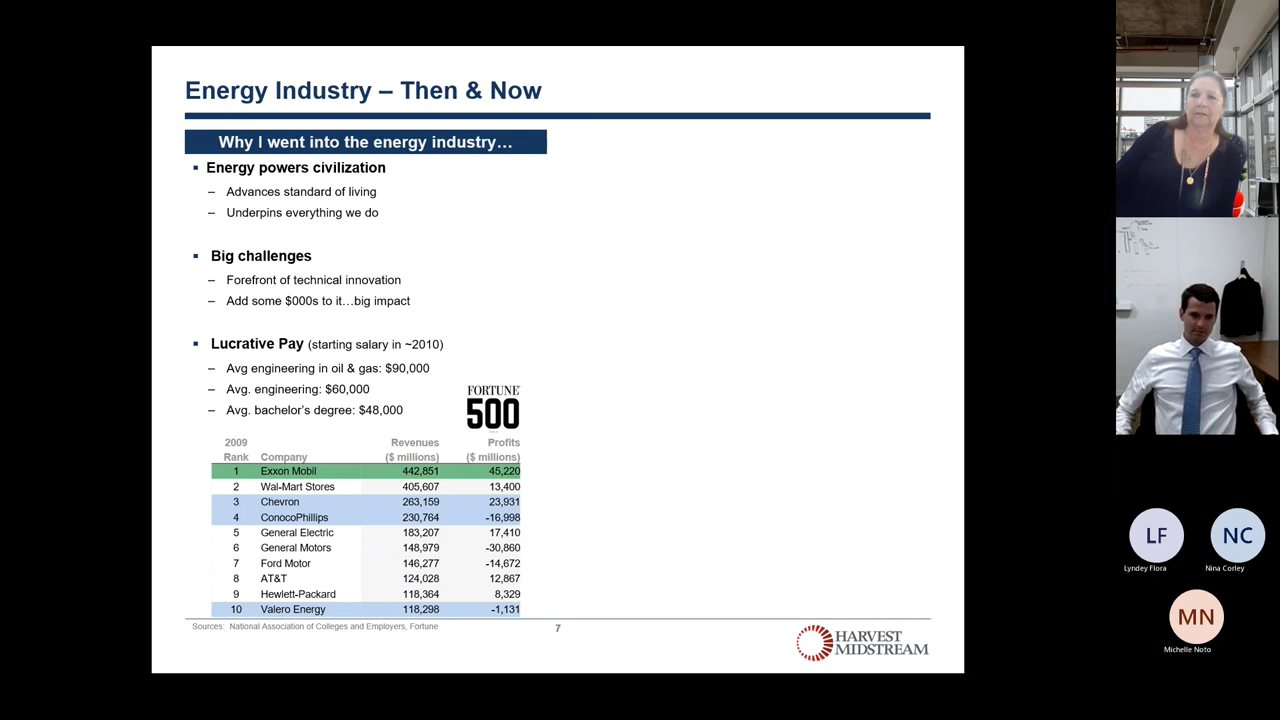 Energy Industry – Then & Now
Why I went into the energy industry…
▪ Energy powers civilization
– Advances standard of living
– Underpins everything we do
▪ Big challenges
– Forefront of technical innovation
– Add some $000s to it…big impact
▪ Lucrative Pay (starting salary in ~2010)
– Avg engineering in oil & gas: $90,000
– Avg. engineering: $60,000
– Avg. bachelor's degree: $48,000
FORTUNE
500
2009 Revenues Profits
Rank Company ($ millions) ($ millions)
1 Exxon Mobil 442,851 45,220
2 Wal-Mart Stores 405,607 13,400
3 Chevron 263,159 23,931
4 ConocoPhillips 230,764 -16,998
5 General Electric 183,207 17,410
6 General Motors 148,979 -30,860
7 Ford Motor 146,277 -14,672
8 AT&T 124,028 12,867
9 Hewlett-Packard 118,364 8,329
10 Valero Energy 118,298 -1,131
Sources: National Association of Colleges and Employers, Fortune
7
HARVEST
MIDSTREAM
LF
Lyndey Flora
NC
Nina Corley
MN
Michelle Noto